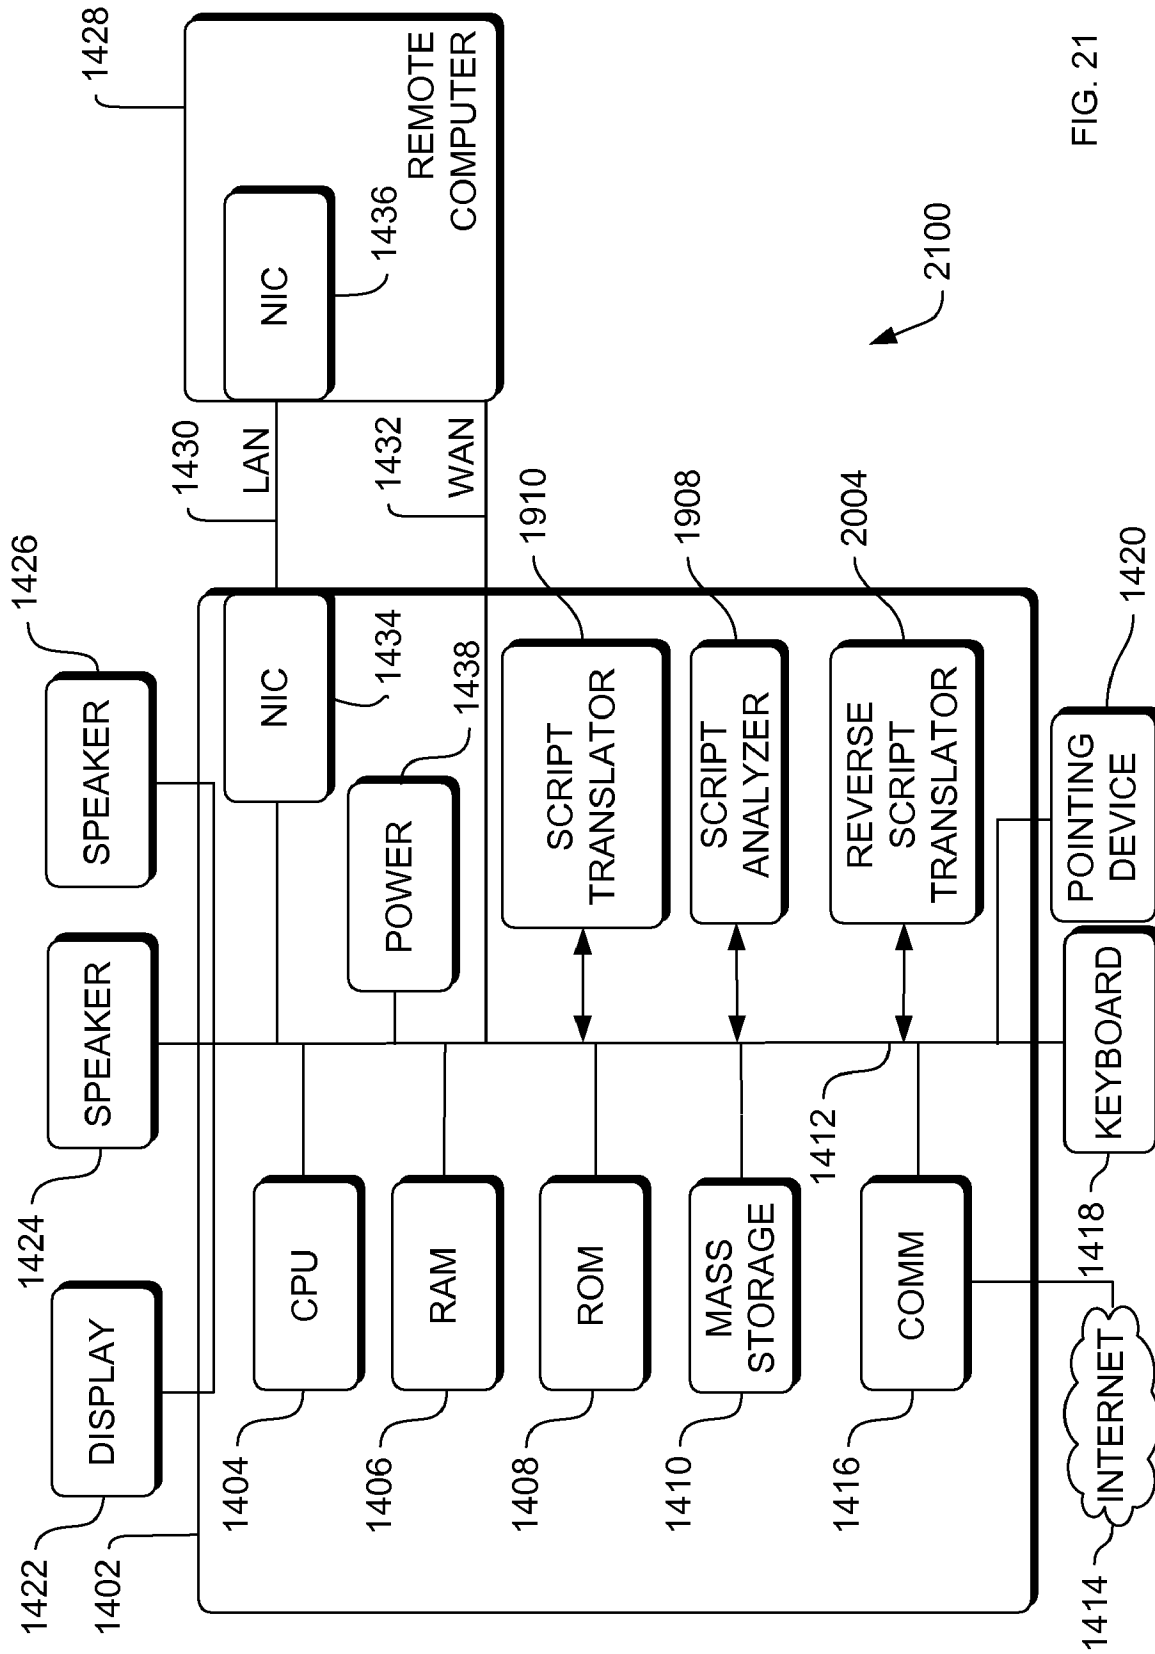 1422
DISPLAY
1424
SPEAKER
SPEAKER
1426
1402
1404
CPU
NIC
1434
1430
LAN
NIC
1436
1428
REMOTE
COMPUTER
1406
RAM
POWER
1438
1432
WAN
1408
ROM
SCRIPT
TRANSLATOR
1910
1410
MASS
STORAGE
SCRIPT
ANALYZER
1908
1412
1416
COMM
REVERSE
SCRIPT
TRANSLATOR
2004
2100
1414
INTERNET
1418
KEYBOARD
POINTING
DEVICE
1420
FIG. 21